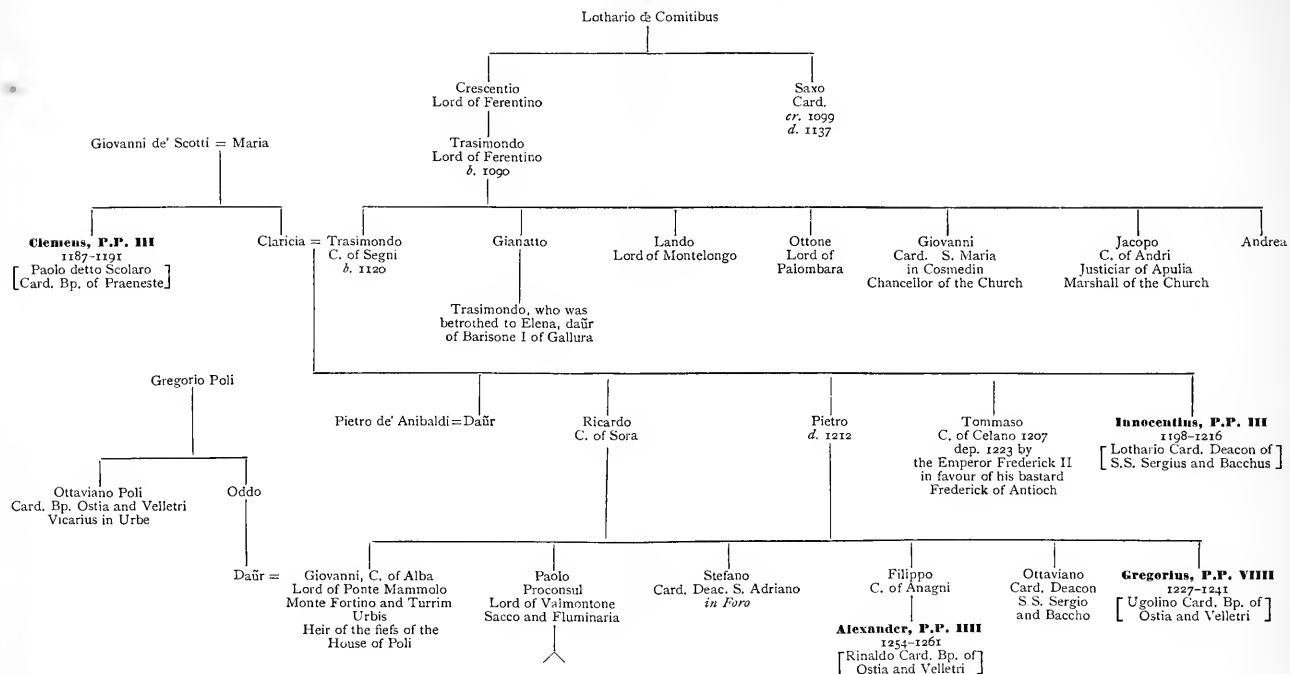 Lothario de Comitibus
Crescentio
Lord of Ferentino
Saxo
Card.
cr. 1099
d. 1137
Giovanni de' Scotti = Maria
Trasimondo
Lord of Ferentino
b. 1090
Clemens, P.P. III
1187-1191
[Paolo detto Scolaro
Card. Bp. of Praeneste]
Claricia = Trasimondo
C. of Segni
b. 1120
Gianatto
Lando
Lord of Montelongo
Ottone
Lord of
Palombara
Giovanni
Card. S. Maria
in Cosmedin
Chancellor of the Church
Jacopo
C. of Andri
Justiciar of Apulia
Marshall of the Church
Andrea
Trasimondo, who was
betrothed to Elena, daũr
of Barisone I of Gallura
Gregorio Poli
Pietro de' Anibaldi=Daũr
Ricardo
C. of Sora
Pietro
d. 1212
Tommaso
C. of Celano 1207
dep. 1223 by
the Emperor Frederick II
in favour of his bastard
Frederick of Antioch
Innocentius, P.P. III
1198-1216
[Lothario Card. Deacon of
S.S. Sergius and Bacchus]
Ottaviano Poli
Card. Bp. Ostia and Velletri
Vicarius in Urbe
Oddo
Daũr = Giovanni, C. of Alba
Lord of Ponte Mammolo
Monte Fortino and Turrim
Urbis
Heir of the fiefs of the
House of Poli
Paolo
Proconsul
Lord of Valmontone
Sacco and Fluminaria
Stefano
Card. Deac. S. Adriano
in Foro
Filippo
C. of Anagni
Ottaviano
Card. Deacon
S S. Sergio
and Baccho
Gregorius, P.P. VIIII
1227-1241
[Ugolino Card. Bp. of
Ostia and Velletri]
Alexander, P.P. IIII
1254-1261
[Rinaldo Card. Bp. of
Ostia and Velletri]